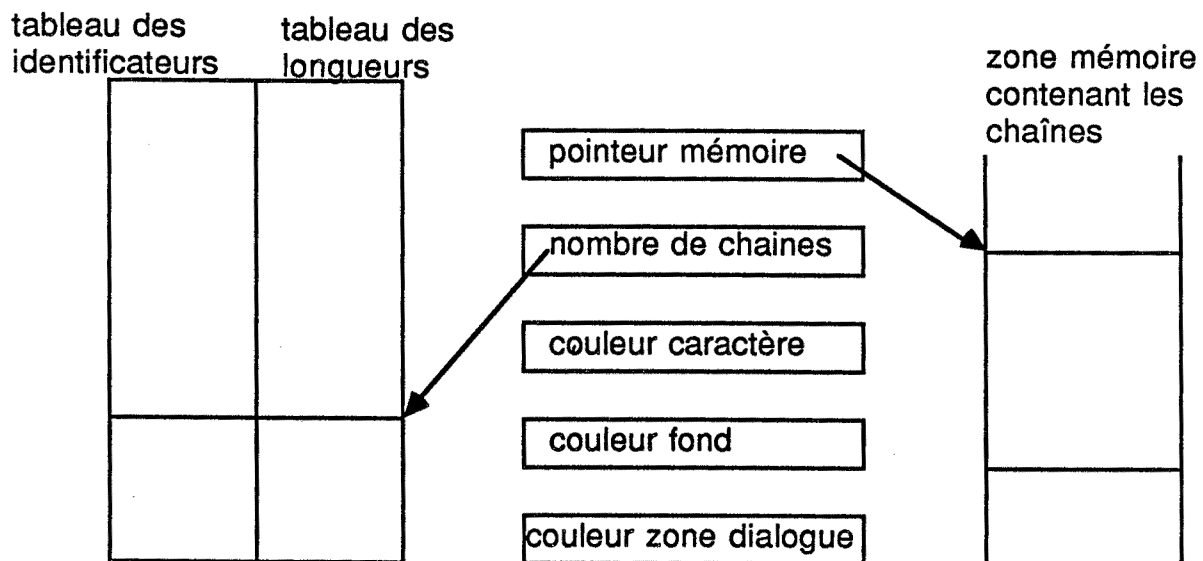 tableau des
identificateurs
tableau des
longueurs
zone mémoire
contenant les
chaînes
pointeur mémoire
nombre de chaines
couleur caractère
couleur fond
couleur zone dialogue